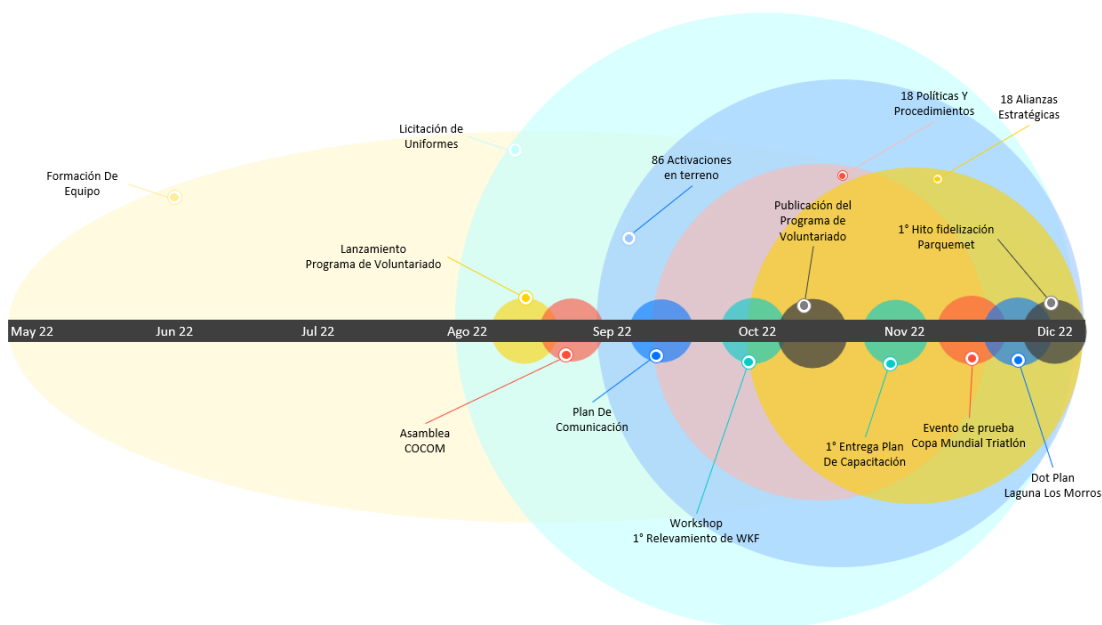 18 Políticas Y
Procedimientos
18 Alianzas
Estratégicas
Licitación de
Uniformes
86 Activaciones
en terreno
Formación De
Equipo
Publicación del
Programa de
Voluntariado
1° Hito fidelización
Parquemet
Lanzamiento
Programa de Voluntariado
May 22 Jun 22 Jul 22 Ago 22 Sep 22 Oct 22 Nov 22 Dic 22
Plan De
Comunicación
Asamblea
COCOM
Evento de prueba
Copa Mundial Triatlón
1° Entrega Plan
De Capacitación
Dot Plan
Laguna Los Morros
Workshop
1° Relevamiento de WKF